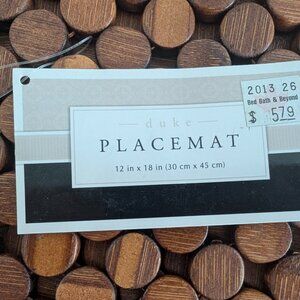 2013 26
Bed Bath & Beyond
$ 5.79
duke
PLACEMAT
12 in x 18 in (30 cm x 45 cm)